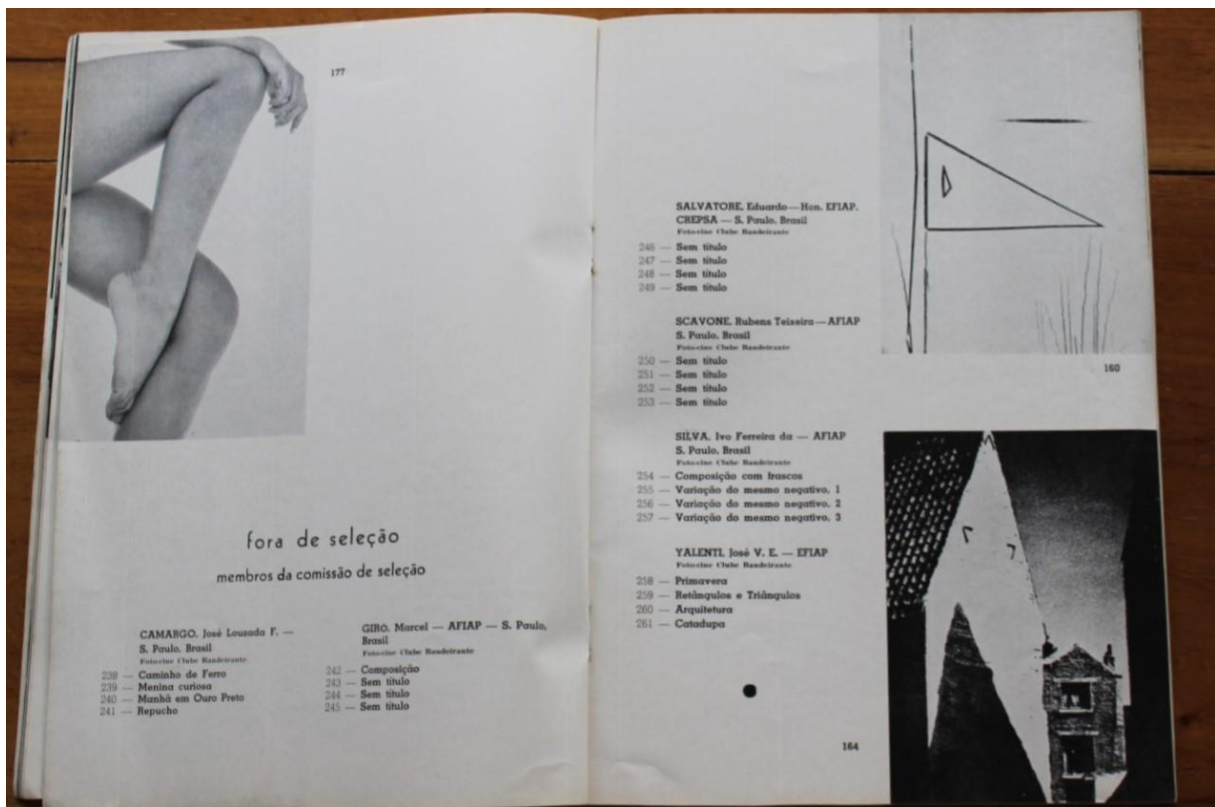 177
fora de seleção
membros da comissão de seleção
CAMARGO, José Lousada F. —
S. Paulo, Brasil
Foto-cine Clube Bandeirante
238 — Caminho de Ferro
239 — Menina curiosa
240 — Manhã em Ouro Preto
241 — Repucho
GIRO, Marcel — AFIAP — S. Paulo,
Brasil
Foto-cine Clube Bandeirante
242 — Composição
243 — Sem título
244 — Sem título
245 — Sem título
SALVATORE, Eduardo — Hon. EFIAP.
CREPSA — S. Paulo, Brasil
Foto-cine Clube Bandeirante
246 — Sem título
247 — Sem título
248 — Sem título
249 — Sem título
SCAVONE, Rubens Teixeira — AFIAP
S. Paulo, Brasil
Foto-cine Clube Bandeirante
250 — Sem título
251 — Sem título
252 — Sem título
253 — Sem título
SILVA, Ivo Ferreira da — AFIAP
S. Paulo, Brasil
Foto-cine Clube Bandeirante
254 — Composição com frascos
255 — Variação do mesmo negativo, 1
256 — Variação do mesmo negativo, 2
257 — Variação do mesmo negativo, 3
YALENTI, José V. E. — EFIAP
Foto-cine Clube Bandeirante
258 — Primavera
259 — Retângulos e Triângulos
260 — Arquitetura
261 — Catadupa
160
164